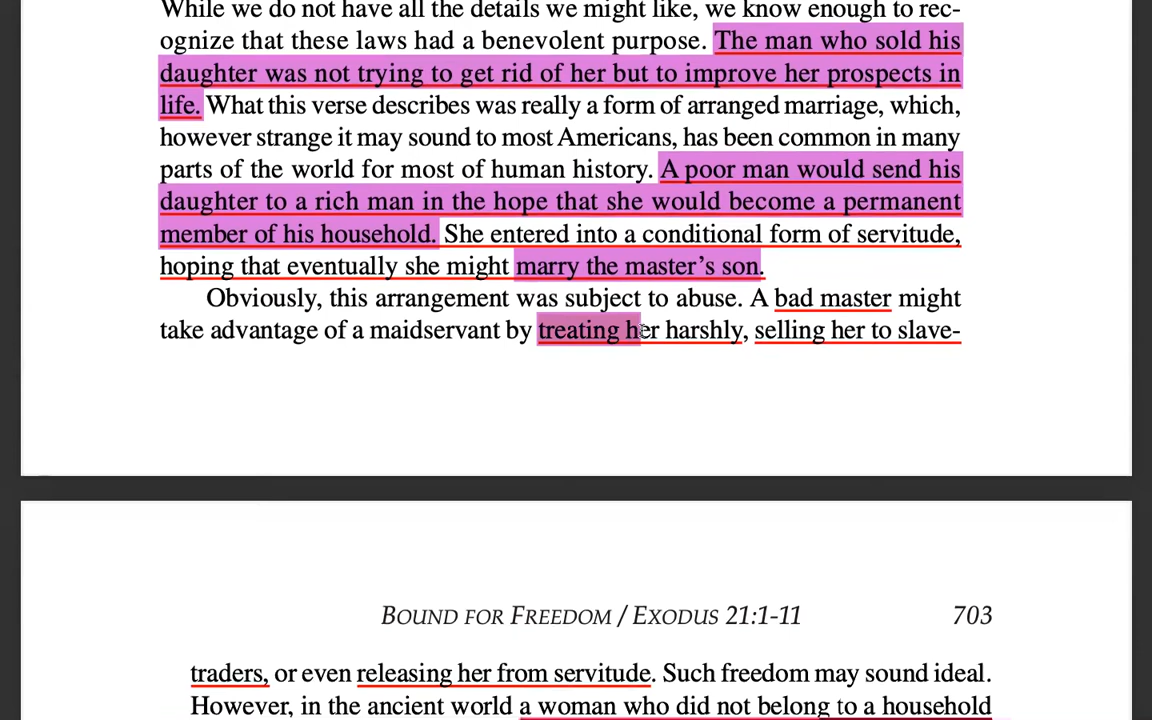 While we do not have all the details we might like, we know enough to rec-
ognize that these laws had a benevolent purpose. The man who sold his
daughter was not trying to get rid of her but to improve her prospects in
life. What this verse describes was really a form of arranged marriage, which,
however strange it may sound to most Americans, has been common in many
parts of the world for most of human history. A poor man would send his
daughter to a rich man in the hope that she would become a permanent
member of his household. She entered into a conditional form of servitude,
hoping that eventually she might marry the master’s son.
Obviously, this arrangement was subject to abuse. A bad master might
take advantage of a maidservant by treating her harshly, selling her to slave-
BOUND FOR FREEDOM / EXODUS 21:1-11 703
traders, or even releasing her from servitude. Such freedom may sound ideal.
However, in the ancient world a woman who did not belong to a household